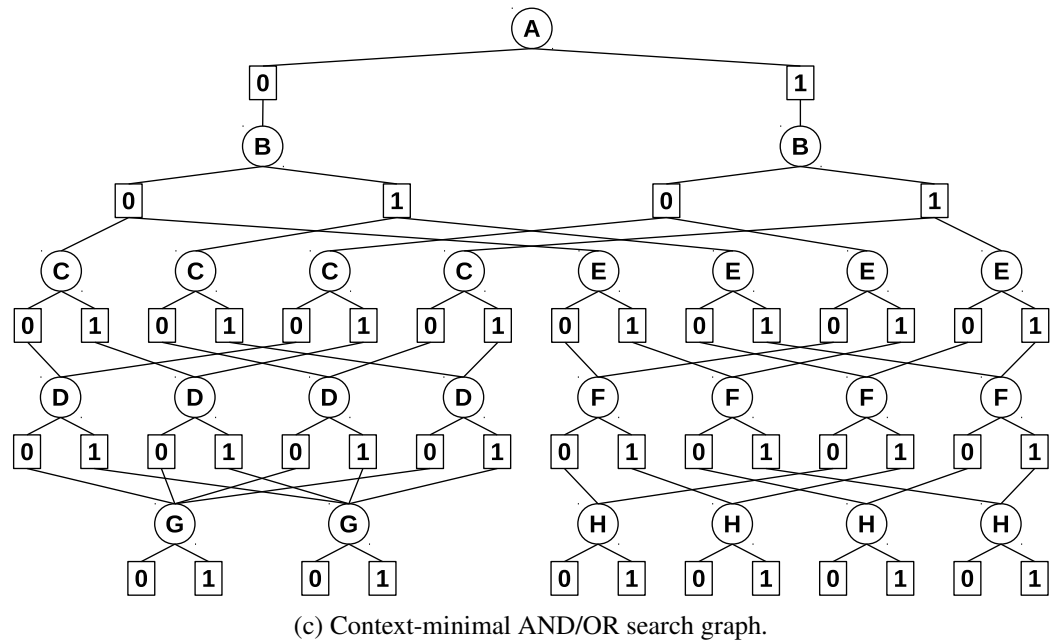 A
0 1
B B
0 1 0 1
C C C C E E E E
0 1 0 1 0 1 0 1 0 1 0 1 0 1 0 1
D D D D F F F F
0 1 0 1 0 1 0 1 0 1 0 1 0 1 0 1
G G H H H H
0 1 0 1 0 1 0 1 0 1 0 1
(c) Context-minimal AND/OR search graph.